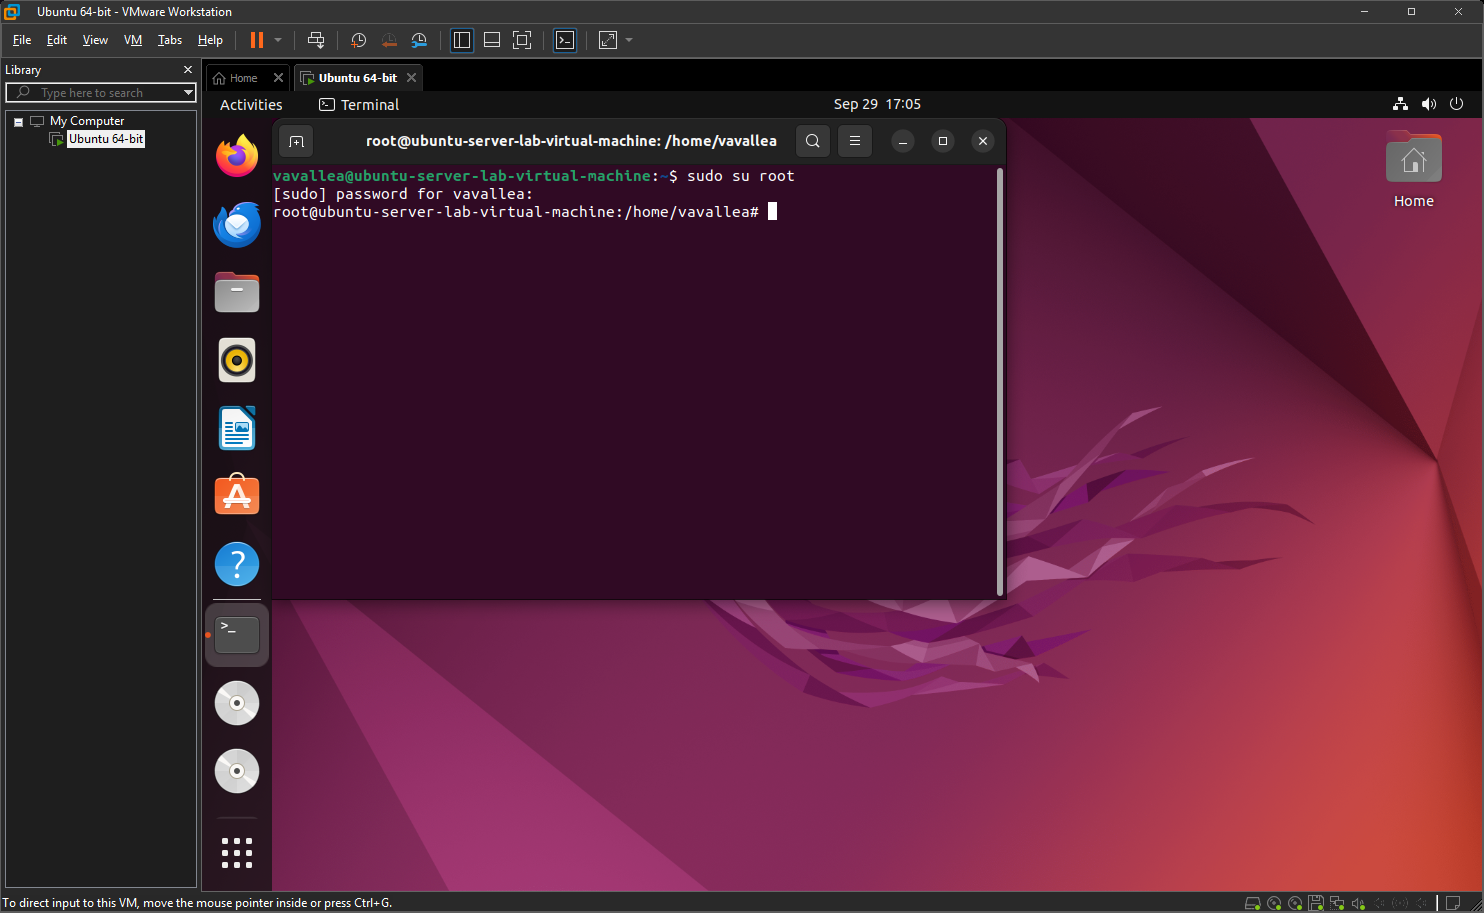 Ubuntu 64-bit - VMware Workstation
File Edit View VM Tabs Help
Library
Type here to search
My Computer
Ubuntu 64-bit
Home
Ubuntu 64-bit
Activities
Terminal
Sep 29 17:05
root@ubuntu-server-lab-virtual-machine: /home/vavallea
vavallea@ubuntu-server-lab-virtual-machine:~$ sudo su root
[sudo] password for vavallea:
root@ubuntu-server-lab-virtual-machine:/home/vavallea#
Home
To direct input to this VM, move the mouse pointer inside or press Ctrl+G.